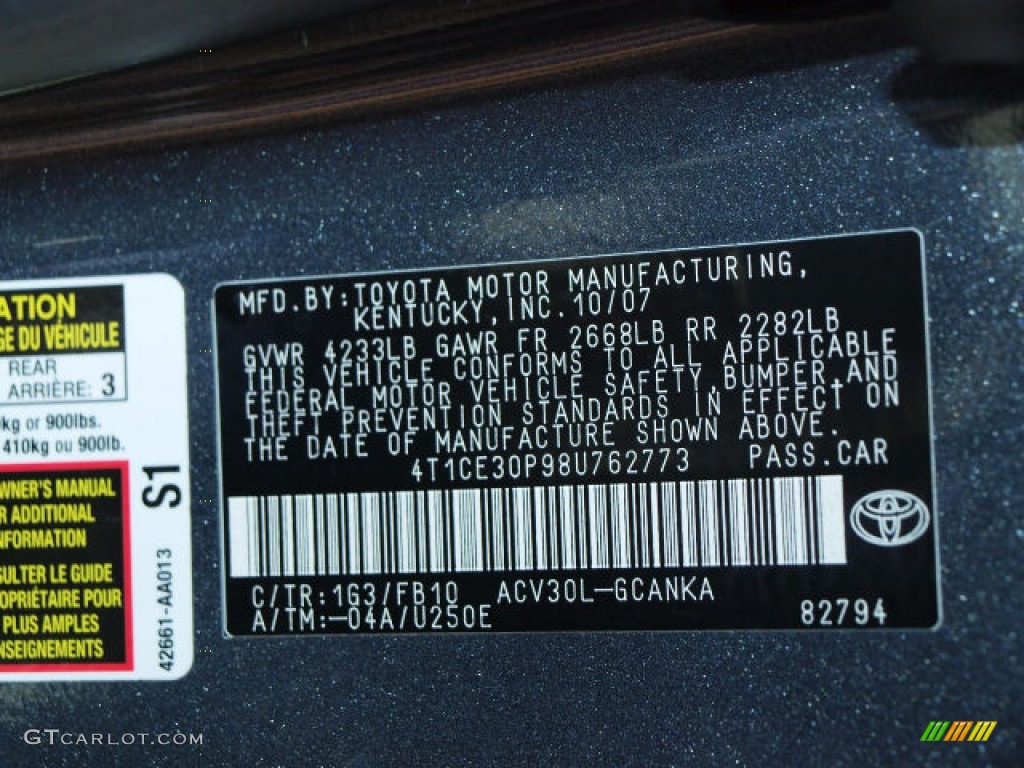 ATION
GE DU VÉHICULE
REAR
ARRIÈRE: 3
kg or 900lbs.
410kg ou 900lb.
WNER'S MANUAL
R ADDITIONAL
NFORMATION
SULTER LE GUIDE
OPRIÉTAIRE POUR
PLUS AMPLES
NSEIGNEMENTS
S1
42661-AA013
MFD. BY: TOYOTA MOTOR MANUFACTURING,
KENTUCKY, INC. 10/07
GVWR 4233LB GAWR FR 2668LB RR 2282LB
THIS VEHICLE CONFORMS TO ALL APPLICABLE
FEDERAL MOTOR VEHICLE SAFETY, BUMPER, AND
THEFT PREVENTION STANDARDS IN EFFECT ON
THE DATE OF MANUFACTURE SHOWN ABOVE.
4T1CE30P98U762773 PASS.CAR
C/TR: 1G3/FB10 ACV30L-GCANKA
A/TM:-04A/U250E 82794
GTCARLOT.COM